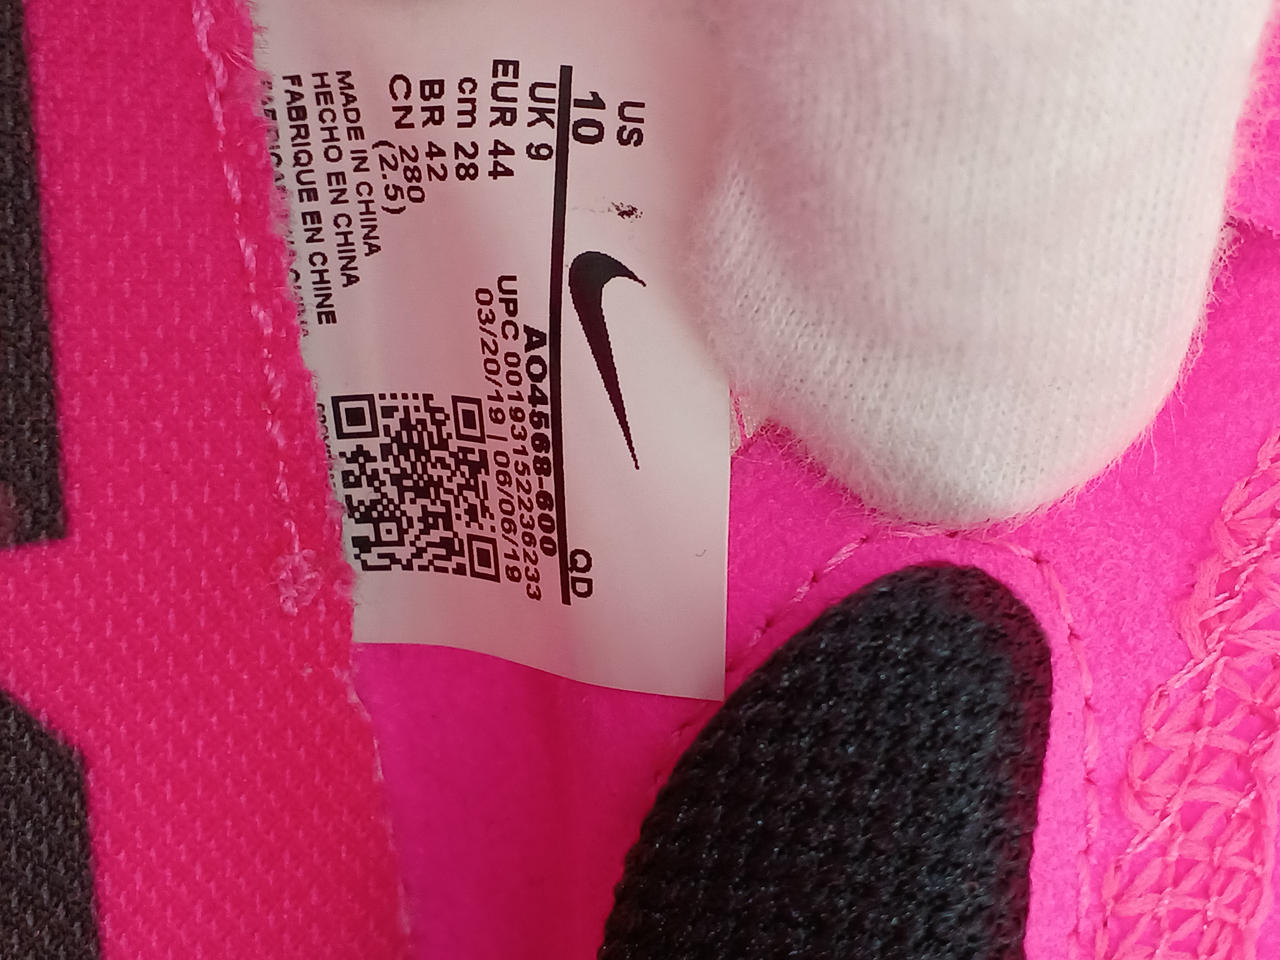 US
10
UK 9
EUR 44
cm 28
BR 42
CN 280
(2.5)
MADE IN CHINA
HECHO EN CHINA
FABRIQUE EN CHINE
QD
AO4568-600
UPC 00193152236233
03/20/19 | 06/06/19